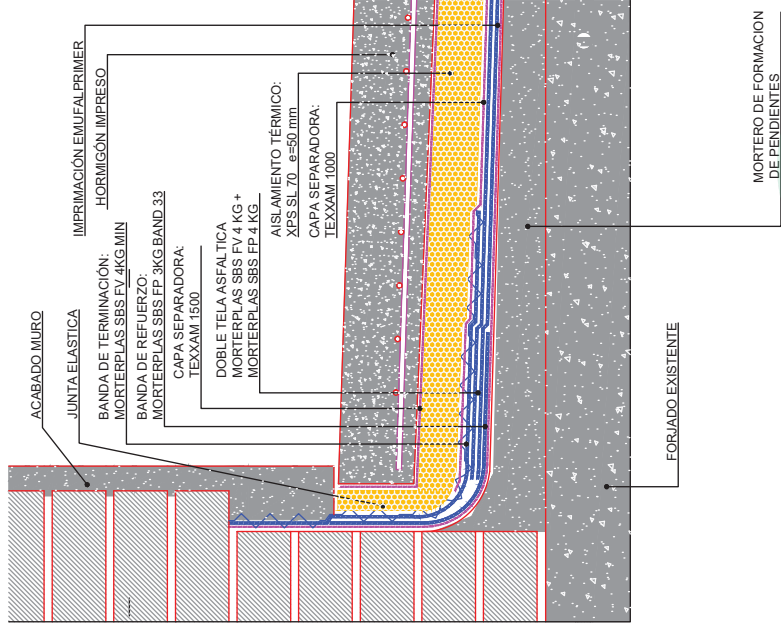 ACABADO MURO
JUNTA ELASTICA
BANDA DE TERMINACIÓN:
MORTERPLAS SBS FV 4KG MIN
BANDA DE REFUERZO:
MORTERPLAS SBS FP 3KG BAND 33
CAPA SEPARADORA:
TEXXAM 1500
DOBLE TELA ASFALTICA
MORTERPLAS SBS FV 4 KG +
MORTERPLAS SBS FP 4 KG
IMPRIMACIÓN EMUFALPRIMER
HORMIGÓN IMPRESO
AISLAMIENTO TÉRMICO:
XPS SL 70 e=50 mm
CAPA SEPARADORA:
TEXXAM 1000
FORJADO EXISTENTE
MORTERO DE FORMACION
DE PENDIENTES